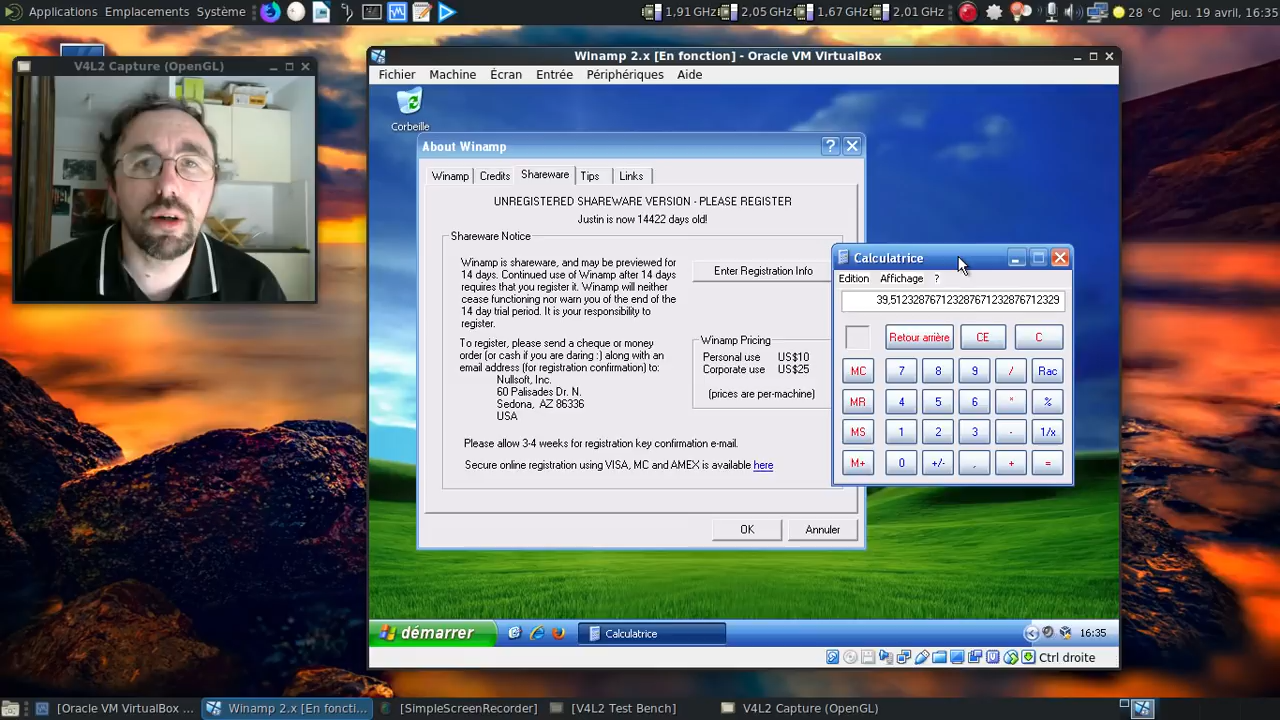 Applications Emplacements Système
1,91 GHz 2,05 GHz 1,67 GHz 2,01 GHz 28 °C jeu. 19 avril, 16:35
V4L2 Capture (OpenGL)
Winamp 2.x [En fonction] - Oracle VM VirtualBox
Fichier Machine Écran Entrée Périphériques Aide
Corbeille
About Winamp
Winamp Credits Shareware Tips Links
UNREGISTERED SHAREWARE VERSION - PLEASE REGISTER
Justin is now 14422 days old!
Shareware Notice
Winamp is shareware, and may be previewed for
14 days. Continued use of Winamp after 14 days
requires that you register it. Winamp will neither
cease functioning nor warn you of the end of the
14 day trial period. It is your responsibility to
register.
To register, please send a cheque or money
order (or cash if you are daring :) along with an
email address (for registration confirmation) to:
Nullsoft, Inc.
60 Palisades Dr. N.
Sedona, AZ 86336
USA
Enter Registration Info
Winamp Pricing
Personal use US$10
Corporate use US$25
(prices are per-machine)
Please allow 3-4 weeks for registration key confirmation e-mail.
Secure online registration using VISA, MC and AMEX is available here
OK Annuler
Calculatrice
Edition Affichage ?
39,512328767123287671232876712329
Retour arrière CE C
MC 7 8 9 / Rac
MR 4 5 6 * %
MS 1 2 3 - 1/x
M+ 0 +/- , + =
démarrer Calculatrice 16:35
Ctrl droite
[Oracle VM VirtualBox ... Winamp 2.x [En foncti... [SimpleScreenRecorder] [V4L2 Test Bench] V4L2 Capture (OpenGL)